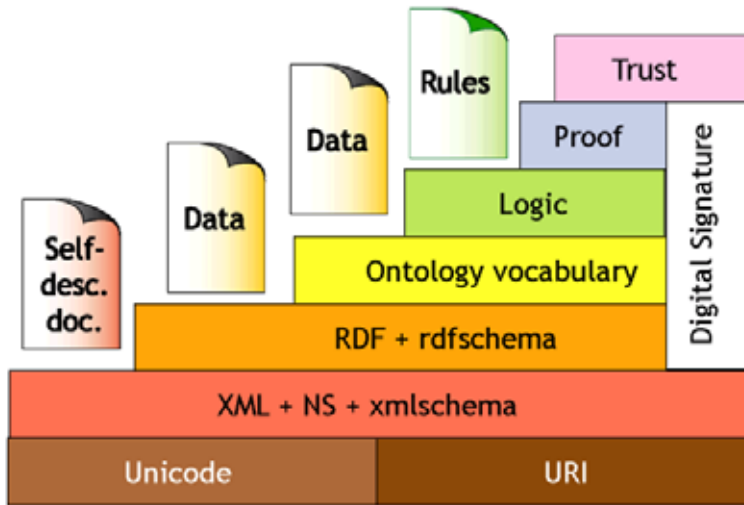 Rules
Trust
Data
Proof
Data
Logic
Self-
desc.
doc.
Ontology vocabulary
Digital Signature
RDF + rdfschema
XML + NS + xmlschema
Unicode
URI